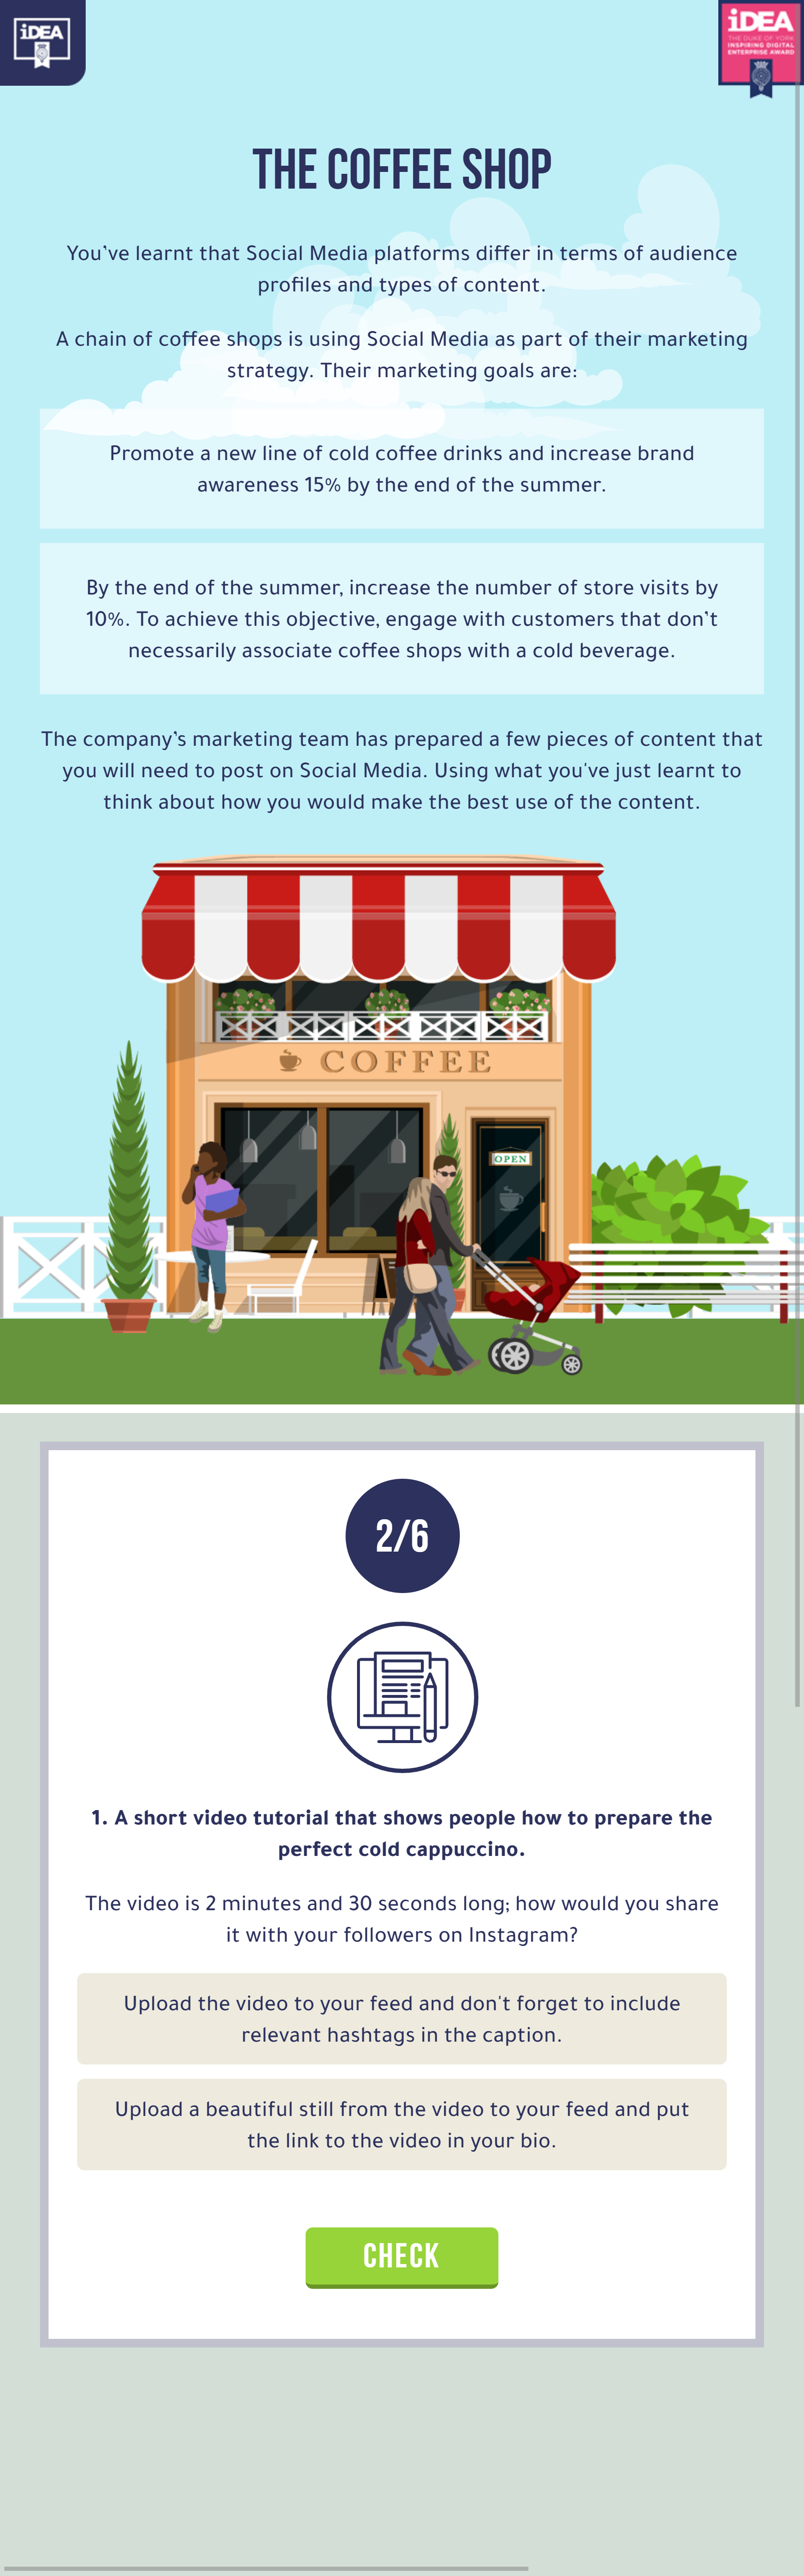 iDEA
iDEA
THE DUKE OF YORK
INSPIRING DIGITAL
ENTERPRISE AWARD
THE COFFEE SHOP
You’ve learnt that Social Media platforms differ in terms of audience
profiles and types of content.
A chain of coffee shops is using Social Media as part of their marketing
strategy. Their marketing goals are:
Promote a new line of cold coffee drinks and increase brand
awareness 15% by the end of the summer.
By the end of the summer, increase the number of store visits by
10%. To achieve this objective, engage with customers that don’t
necessarily associate coffee shops with a cold beverage.
The company’s marketing team has prepared a few pieces of content that
you will need to post on Social Media. Using what you've just learnt to
think about how you would make the best use of the content.
COFFEE
OPEN
2/6
1. A short video tutorial that shows people how to prepare the
perfect cold cappuccino.
The video is 2 minutes and 30 seconds long; how would you share
it with your followers on Instagram?
Upload the video to your feed and don't forget to include
relevant hashtags in the caption.
Upload a beautiful still from the video to your feed and put
the link to the video in your bio.
CHECK